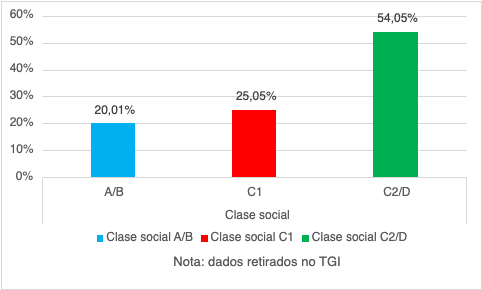 60%
54,05%
50%
40%
30%
25,05%
20,01%
20%
10%
0%
A/B C1 C2/D
Clase social
Clase social A/B Clase social C1 Clase social C2/D
Nota: dados retirados no TGI